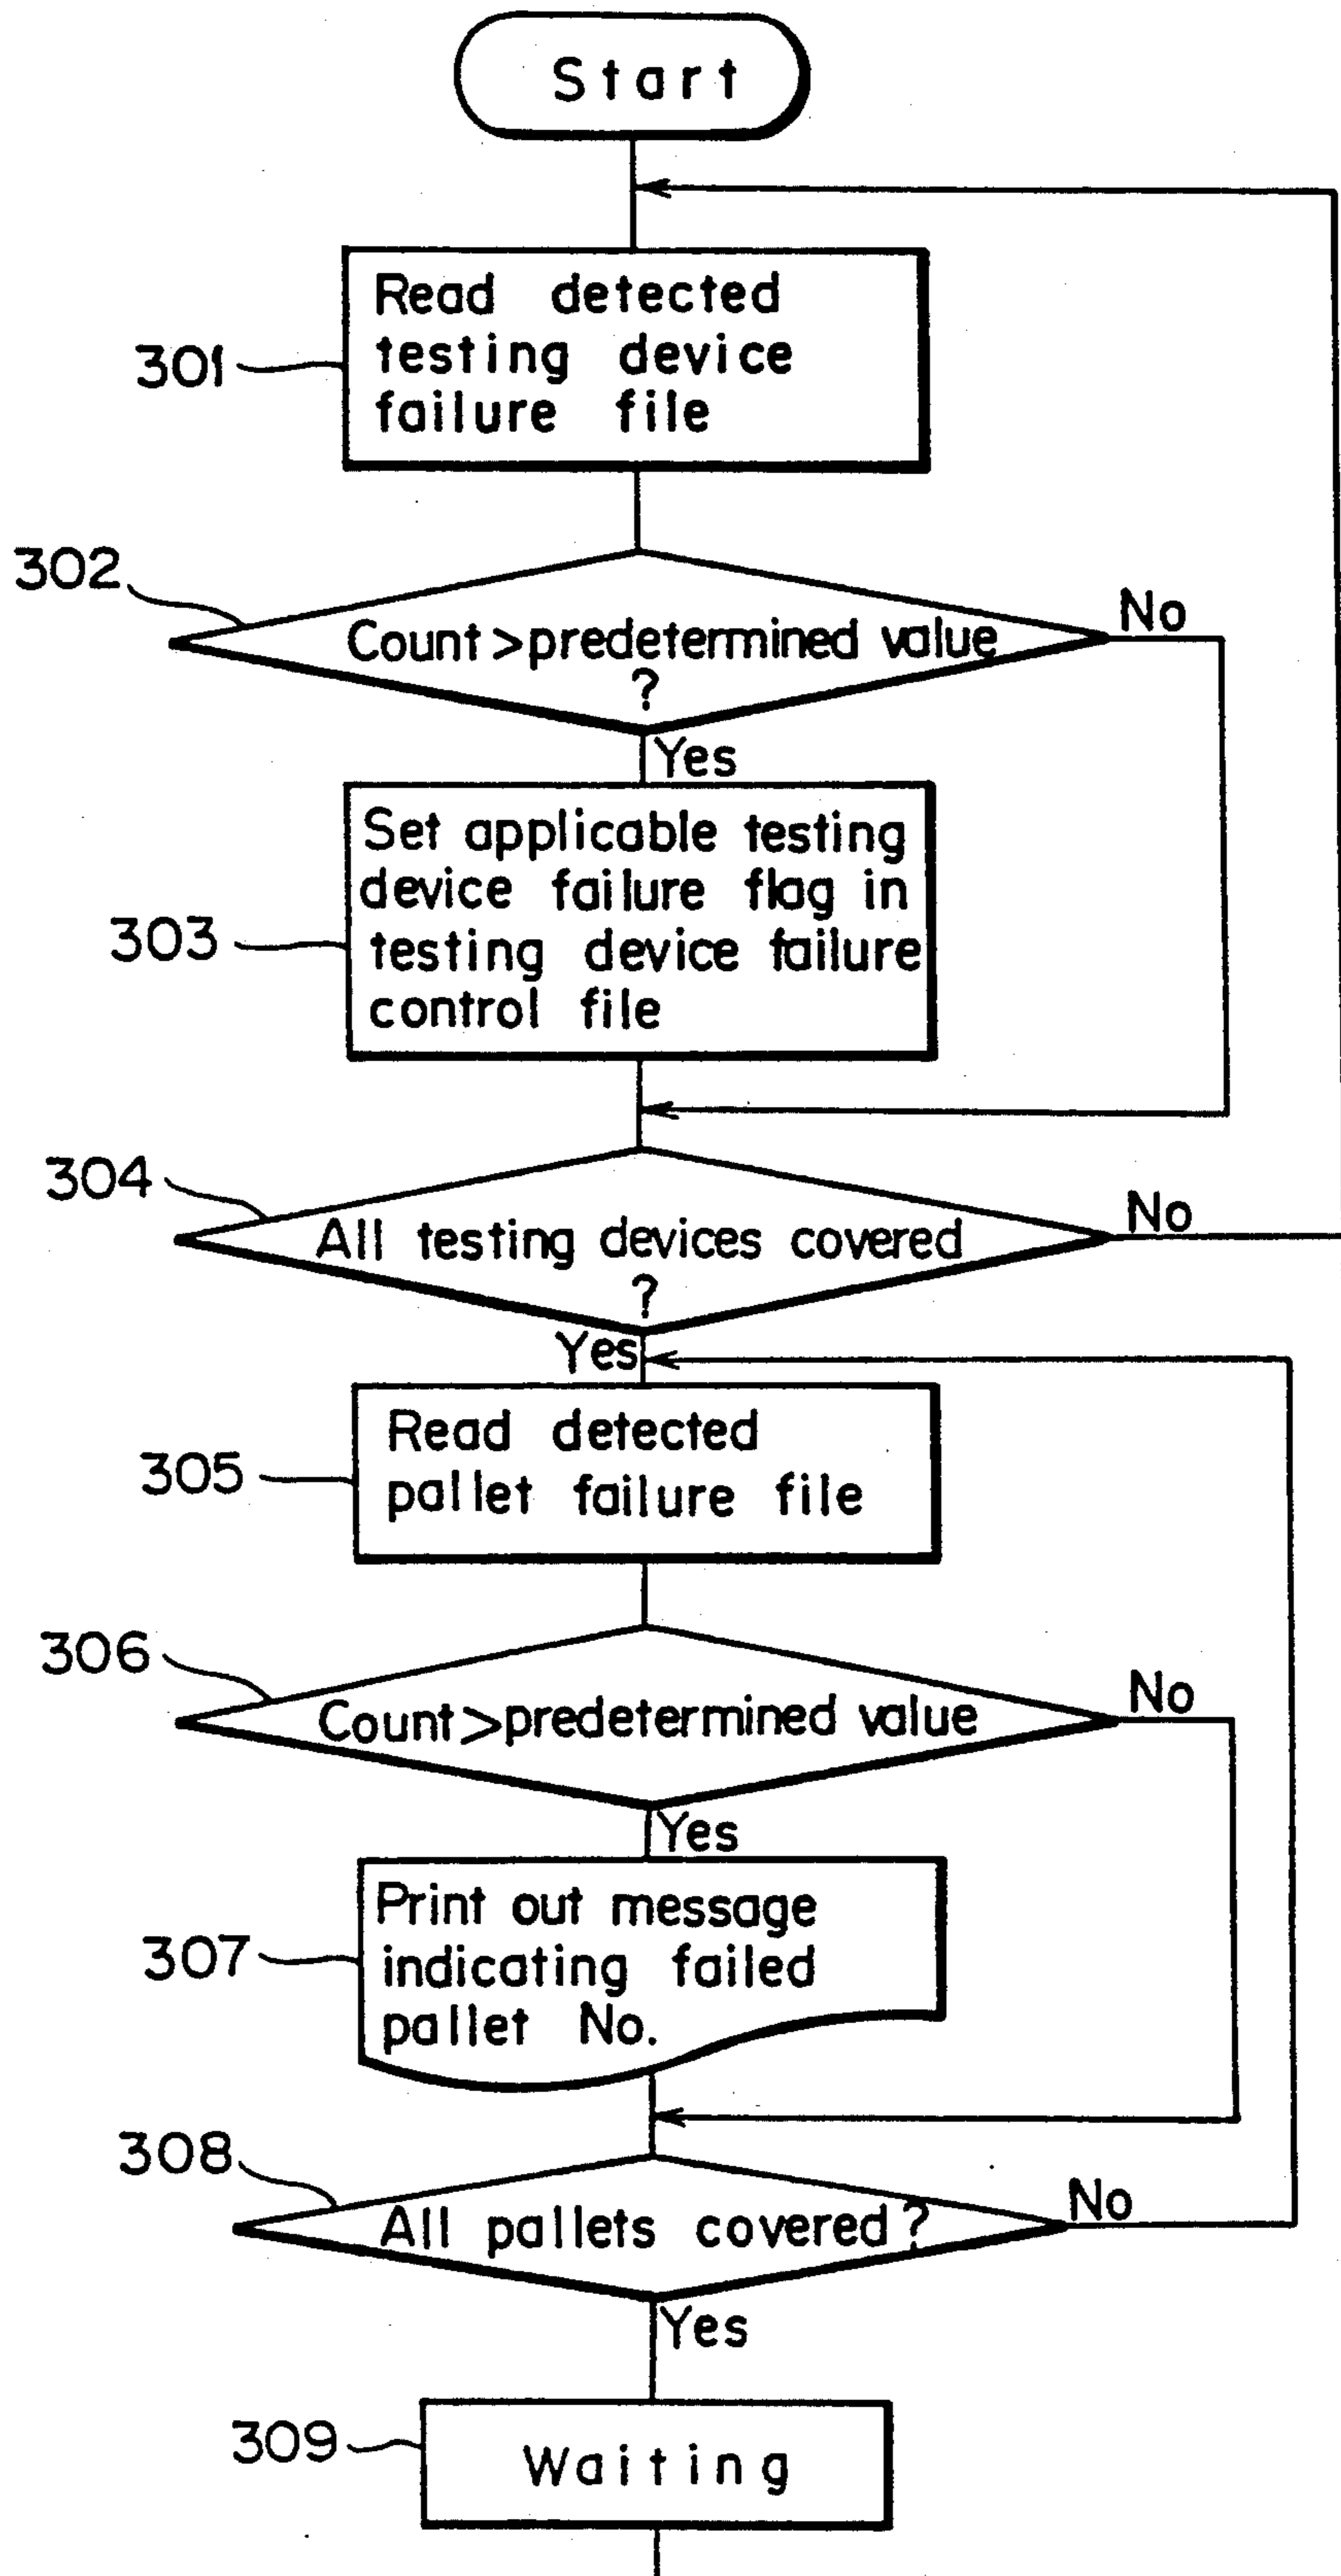 Start
301
Read detected
testing device
failure file
302
Count>predetermined value
?
No
Yes
303
Set applicable testing
device failure flag in
testing device failure
control file
304
All testing devices covered
?
No
Yes
305
Read detected
pallet failure file
306
Count>predetermined value
No
Yes
307
Print out message
indicating failed
pallet No.
308
All pallets covered?
No
Yes
309
Waiting